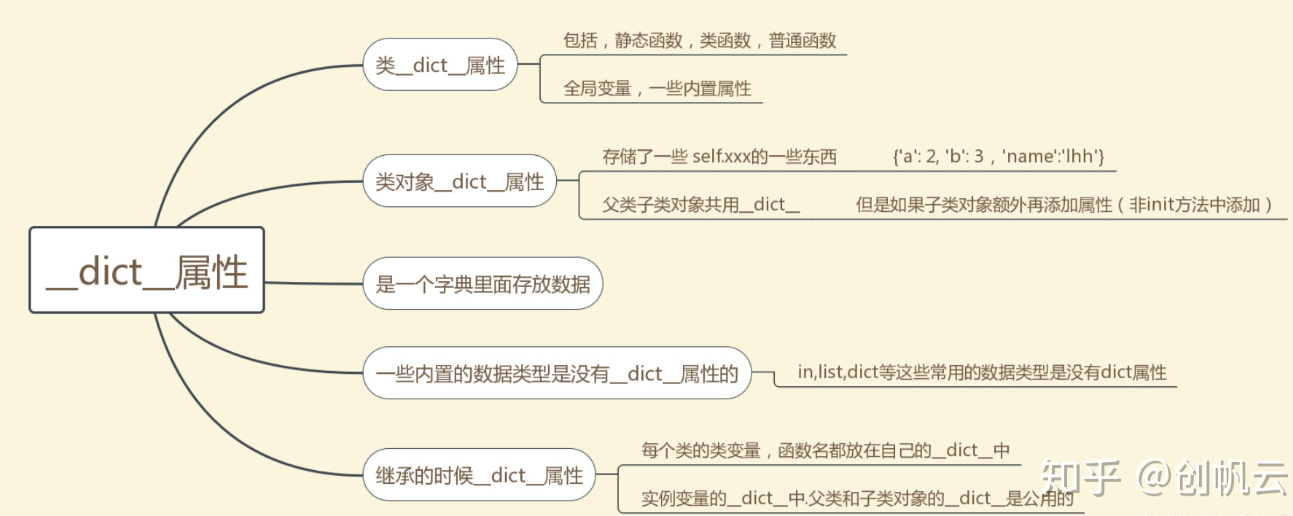 __dict__属性
类__dict__属性
包括，静态函数，类函数，普通函数
全局变量，一些内置属性
类对象__dict__属性
存储了一些 self.xxx的一些东西
{'a': 2, 'b': 3，'name':'lhh'}
父类子类对象共用__dict__
但是如果子类对象额外再添加属性（非init方法中添加）
是一个字典里面存放数据
一些内置的数据类型是没有__dict__属性的
in,list,dict等这些常用的数据类型是没有dict属性
继承的时候__dict__属性
每个类的类变量，函数名都放在自己的__dict__中
实例变量的__dict__中.父类和子类对象的__dict__是公用的
知乎 @创帆云